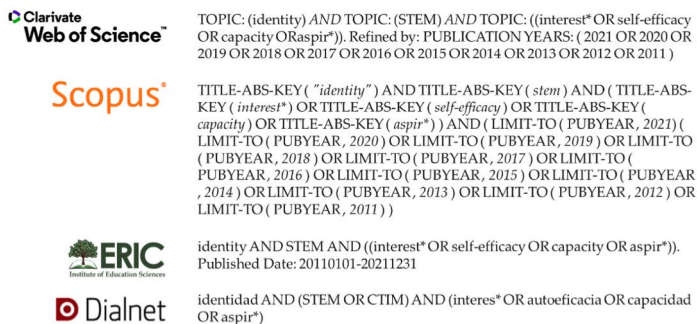 Clarivate
Web of Science™
TOPIC: (identity) AND TOPIC: (STEM) AND TOPIC: ((interest* OR self-efficacy
OR capacity ORaspir*)). Refined by: PUBLICATION YEARS: ( 2021 OR 2020 OR
2019 OR 2018 OR 2017 OR 2016 OR 2015 OR 2014 OR 2013 OR 2012 OR 2011 )
Scopus®
TITLE-ABS-KEY ( "identity" ) AND TITLE-ABS-KEY ( stem ) AND ( TITLE-ABS-
KEY ( interest* ) OR TITLE-ABS-KEY ( self-efficacy ) OR TITLE-ABS-KEY (
capacity ) OR TITLE-ABS-KEY ( aspir* ) ) AND ( LIMIT-TO ( PUBYEAR, 2021) (
LIMIT-TO ( PUBYEAR, 2020 ) OR LIMIT-TO ( PUBYEAR, 2019 ) OR LIMIT-TO
( PUBYEAR, 2018 ) OR LIMIT-TO ( PUBYEAR, 2017 ) OR LIMIT-TO (
PUBYEAR, 2016 ) OR LIMIT-TO ( PUBYEAR, 2015 ) OR LIMIT-TO ( PUBYEAR
, 2014 ) OR LIMIT-TO ( PUBYEAR, 2013 ) OR LIMIT-TO ( PUBYEAR, 2012 ) OR
LIMIT-TO ( PUBYEAR, 2011 ) )
ERIC
Institute of Education Sciences
identity AND STEM AND ((interest* OR self-efficacy OR capacity OR aspir*)).
Published Date: 20110101-20211231
Dialnet
identidad AND (STEM OR CTIM) AND (interes* OR autoeficacia OR capacidad
OR aspir*)